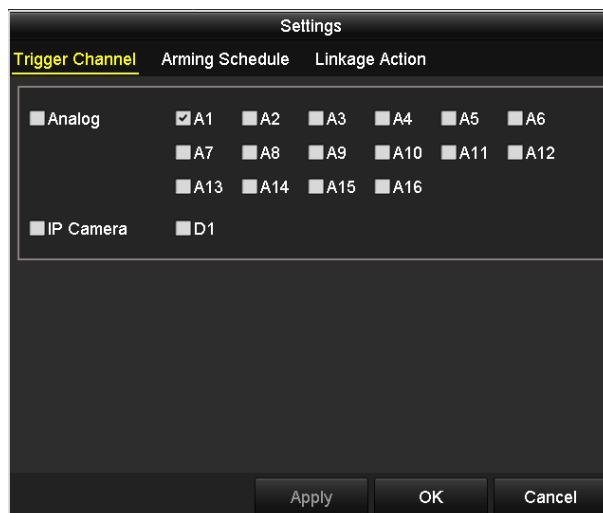 Settings
Trigger Channel Arming Schedule Linkage Action
Analog A1 A2 A3 A4 A5 A6
A7 A8 A9 A10 A11 A12
A13 A14 A15 A16
IP Camera D1
Apply OK Cancel